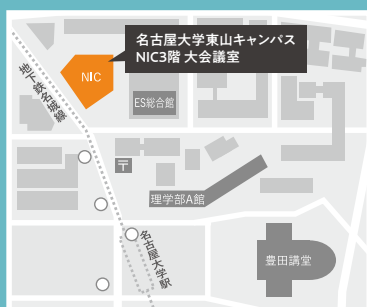 名古屋大学東山キャンパス
NIC3階 大会議室
NIC
地下鉄名城線
ES総合館
〒
理学部A館
名古屋大学駅
豊田講堂